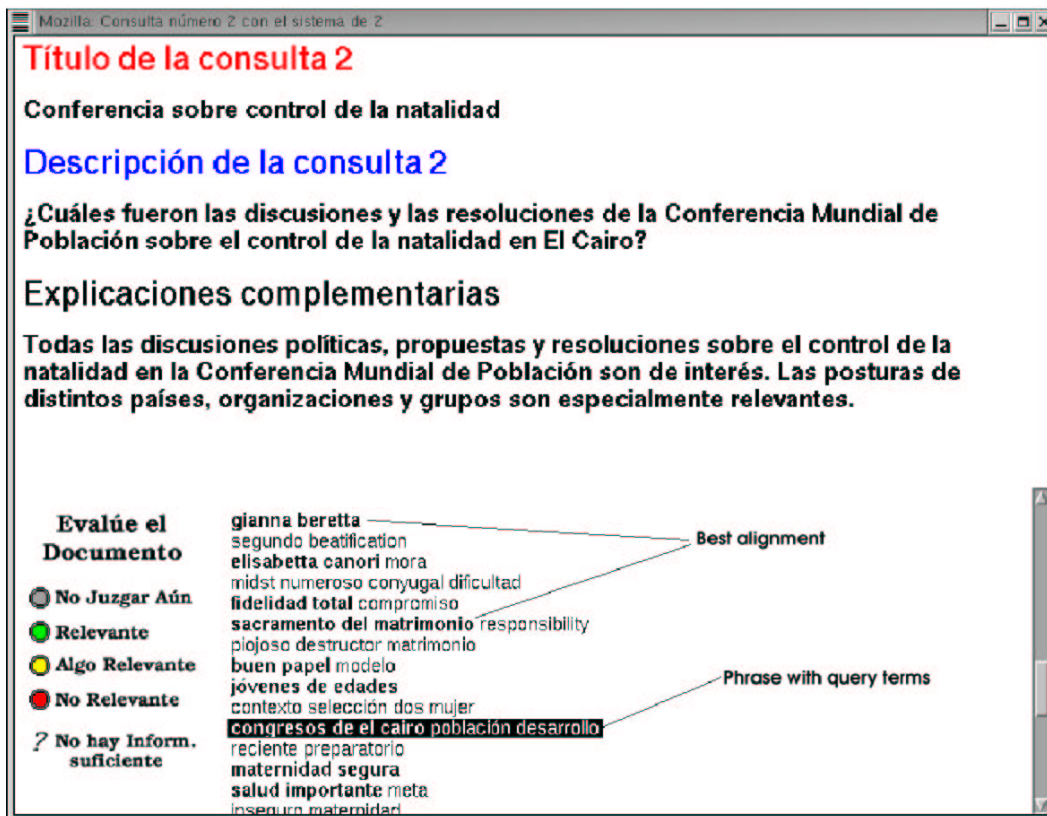 Mozilla: Consulta número 2 con el sistema de 2
Título de la consulta 2
Conferencia sobre control de la natalidad
Descripción de la consulta 2
¿Cuáles fueron las discusiones y las resoluciones de la Conferencia Mundial de
Población sobre el control de la natalidad en El Cairo?
Explicaciones complementarias
Todas las discusiones políticas, propuestas y resoluciones sobre el control de la
natalidad en la Conferencia Mundial de Población son de interés. Las posturas de
distintos países, organizaciones y grupos son especialmente relevantes.
Evalúe el
Documento
No Juzgar Aún
Relevante
Algo Relevante
No Relevante
? No hay Inform.
suficiente
gianna beretta
segundo beatification
elisabetta canori mora
midst numeroso conyugal dificultad
fidelidad total compromiso
sacramento del matrimonio responsibility
piojoso destructor matrimonio
buen papel modelo
jóvenes de edades
contexto selección dos mujer
congresos de el cairo población desarrollo
reciente preparatorio
maternidad segura
salud importante meta
inseguro maternidad
Best alignment
Phrase with query terms